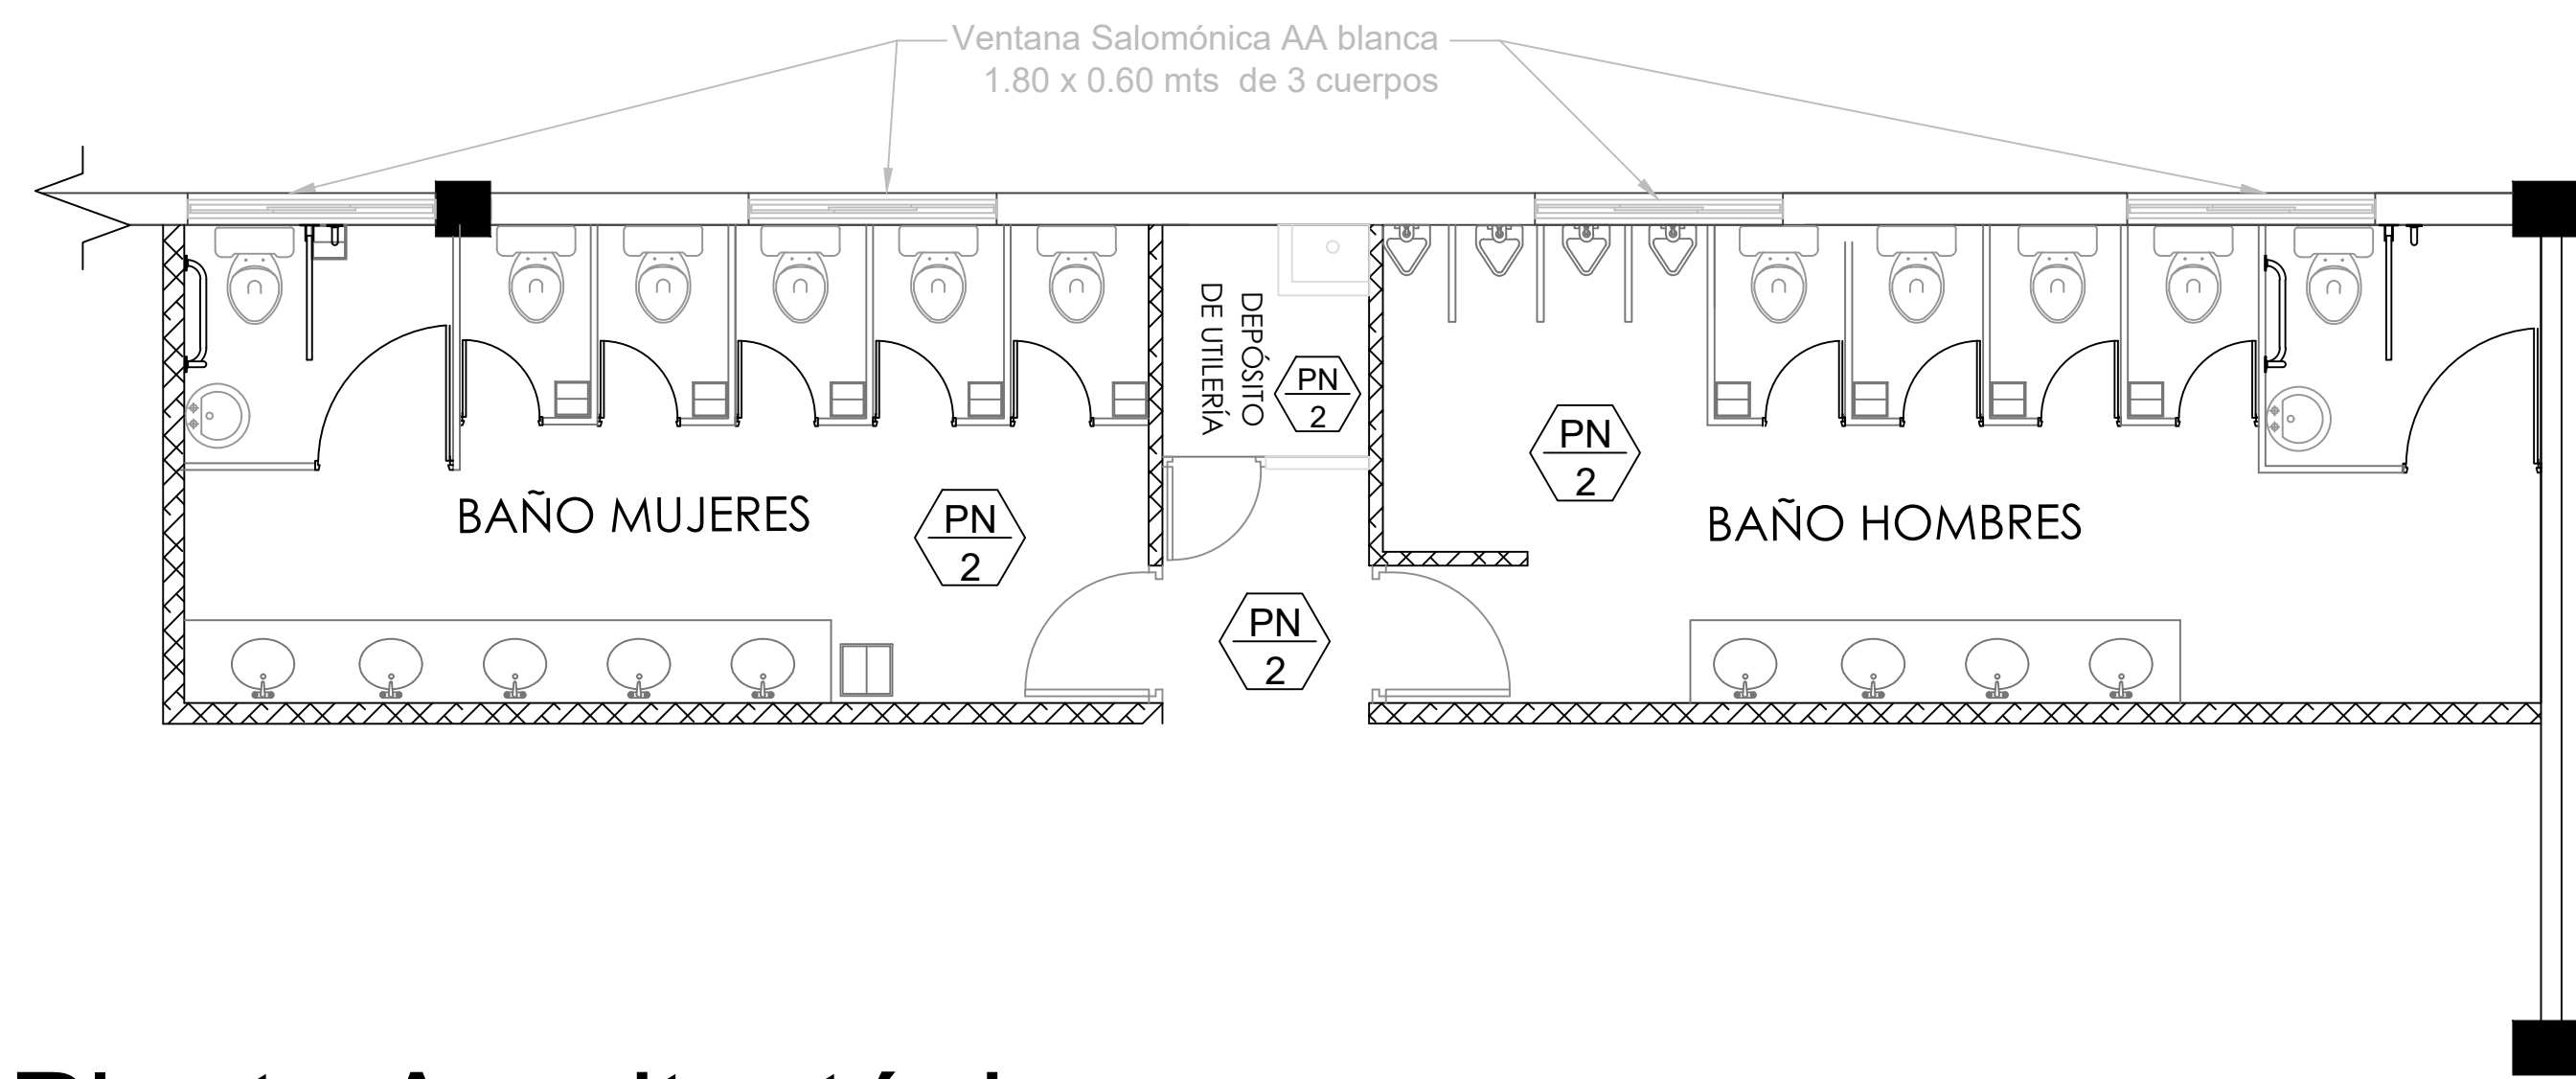 Ventana Salomónica AA blanca
1.80 x 0.60 mts de 3 cuerpos
DEPÓSITO
DE UTILERÍA
PN
2
PN
2
BAÑO MUJERES
PN
2
BAÑO HOMBRES
PN
2